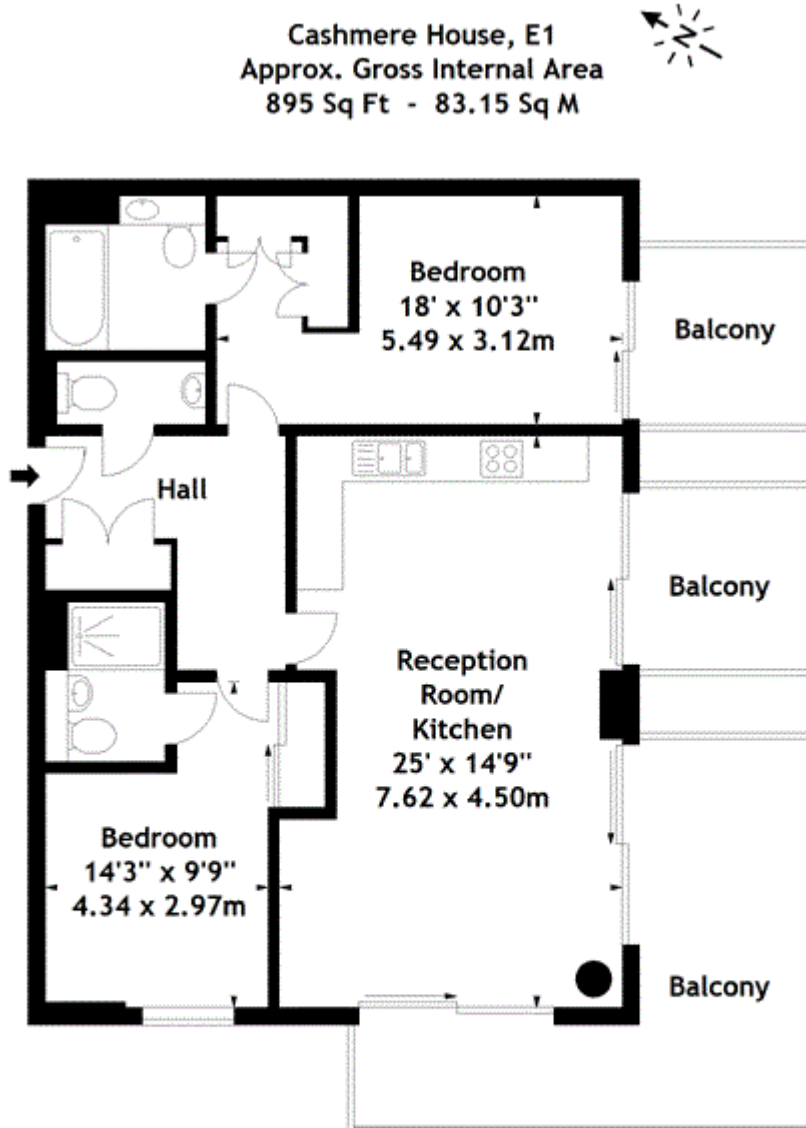 Cashmere House, E1
Approx. Gross Internal Area
895 Sq Ft - 83.15 Sq M
N
Bedroom
18' x 10'3"
5.49 x 3.12m
Balcony
Hall
Balcony
Reception
Room/
Kitchen
25' x 14'9"
7.62 x 4.50m
Bedroom
14'3" x 9'9"
4.34 x 2.97m
Balcony